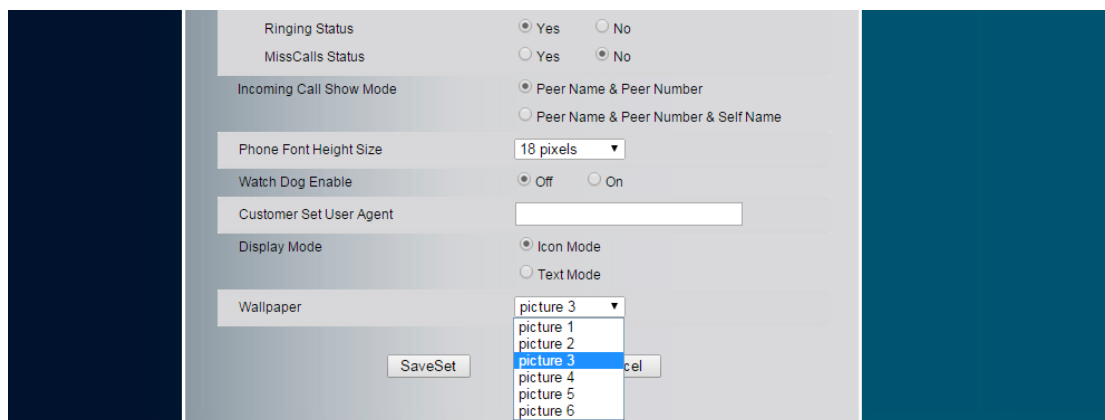 Ringing Status Yes No
MissCalls Status Yes No
Incoming Call Show Mode Peer Name & Peer Number
Peer Name & Peer Number & Self Name
Phone Font Height Size 18 pixels
Watch Dog Enable Off On
Customer Set User Agent
Display Mode Icon Mode
Text Mode
Wallpaper picture 3
picture 1
picture 2
picture 3
picture 4
picture 5
picture 6
SaveSet cel